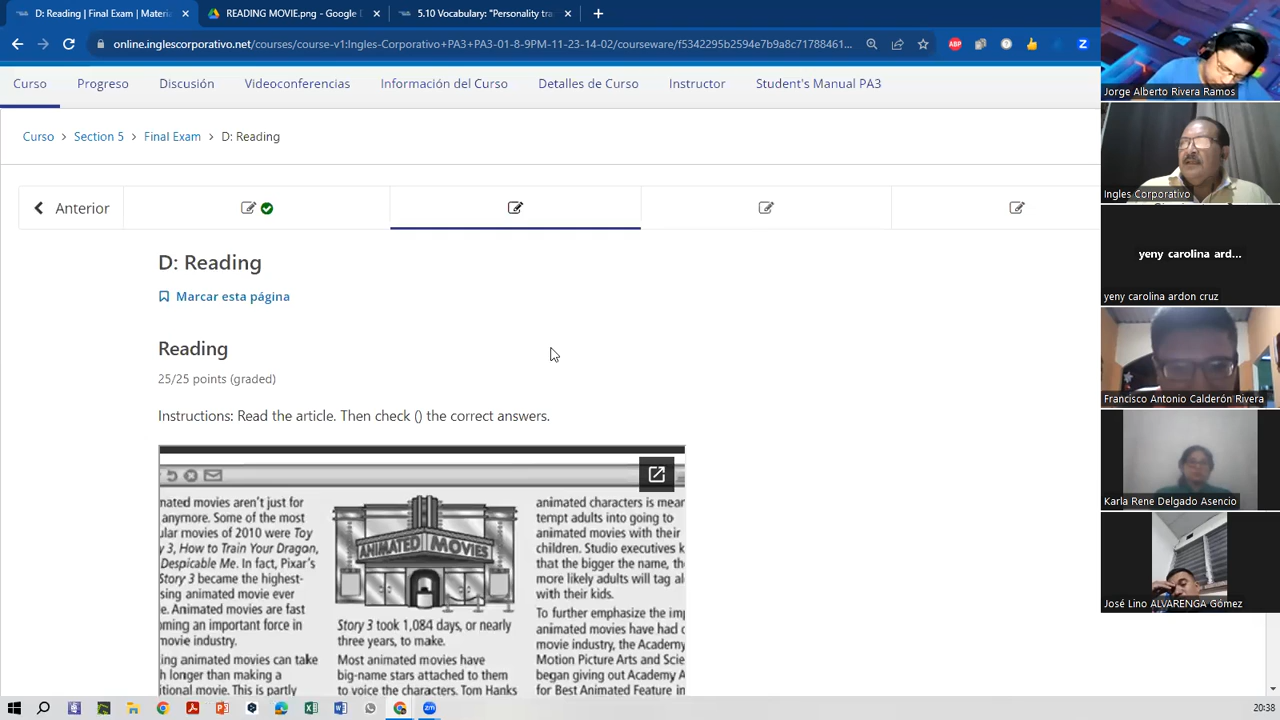 D: Reading | Final Exam | Materi
READING MOVIE.png - Google
5.10 Vocabulary: "Personality tra
online.inglescorporativo.net/courses/course-v1:Ingles-Corporativo+PA3+PA3-01-8-9PM-11-23-14-02/courseware/f5342295b2594e7b9a8c71788461...
ABP
Z
Curso
Progreso
Discusión
Videoconferencias
Información del Curso
Detalles de Curso
Instructor
Student's Manual PA3
Curso > Section 5 > Final Exam > D: Reading
Anterior
D: Reading
Marcar esta página
Reading
25/25 points (graded)
Instructions: Read the article. Then check () the correct answers.
nated movies aren't just for
anymore. Some of the most
ular movies of 2010 were Toy
y 3, How to Train Your Dragon,
Despicable Me. In fact, Pixar's
Story 3 became the highest-
sing animated movie ever
e. Animated movies are fast
oming an important force in
movie industry.
ing animated movies can take
h longer than making a
itional movie. This is partly
ANIMATED MOVIES
Story 3 took 1,084 days, or nearly
three years, to make.
Most animated movies have
big-name stars attached to them
to voice the characters. Tom Hanks
animated characters is mear
tempt adults into going to
animated movies with their
children. Studio executives k
that the bigger the name, th
more likely adults will tag al
with their kids.
To further emphasize the imp
animated movies have had o
movie industry, the Academy
Motion Picture Arts and Scie
began giving out Academy A
for Best Animated Feature in
Jorge Alberto Rivera Ramos
Ingles Corporativo
yeny carolina ard...
yeny carolina ardon cruz
Francisco Antonio Calderón Rivera
Karla Rene Delgado Asencio
José Lino ALVARENGA Gómez
20:38